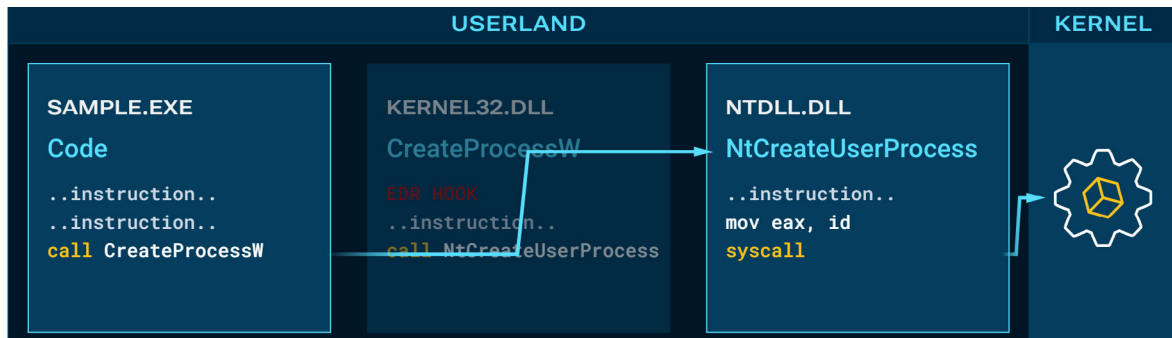 USERLAND
KERNEL
SAMPLE.EXE
Code
..instruction..
..instruction..
call CreateProcessW
KERNEL32.DLL
CreateProcessW
EDR HOOK
..instruction..
call NtCreateUserProcess
NTDLL.DLL
NtCreateUserProcess
..instruction..
mov eax, id
syscall